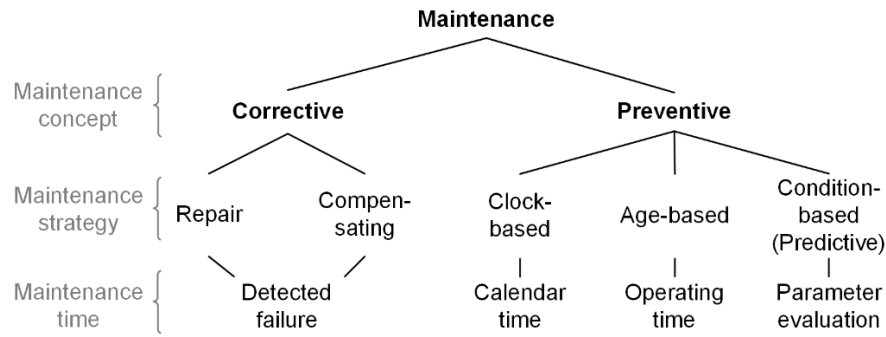 Maintenance
Maintenance
concept
Corrective
Preventive
Maintenance
strategy
Repair
Compen-
sating
Clock-
based
Age-based
Condition-
based
(Predictive)
Maintenance
time
Detected
failure
Calendar
time
Operating
time
Parameter
evaluation